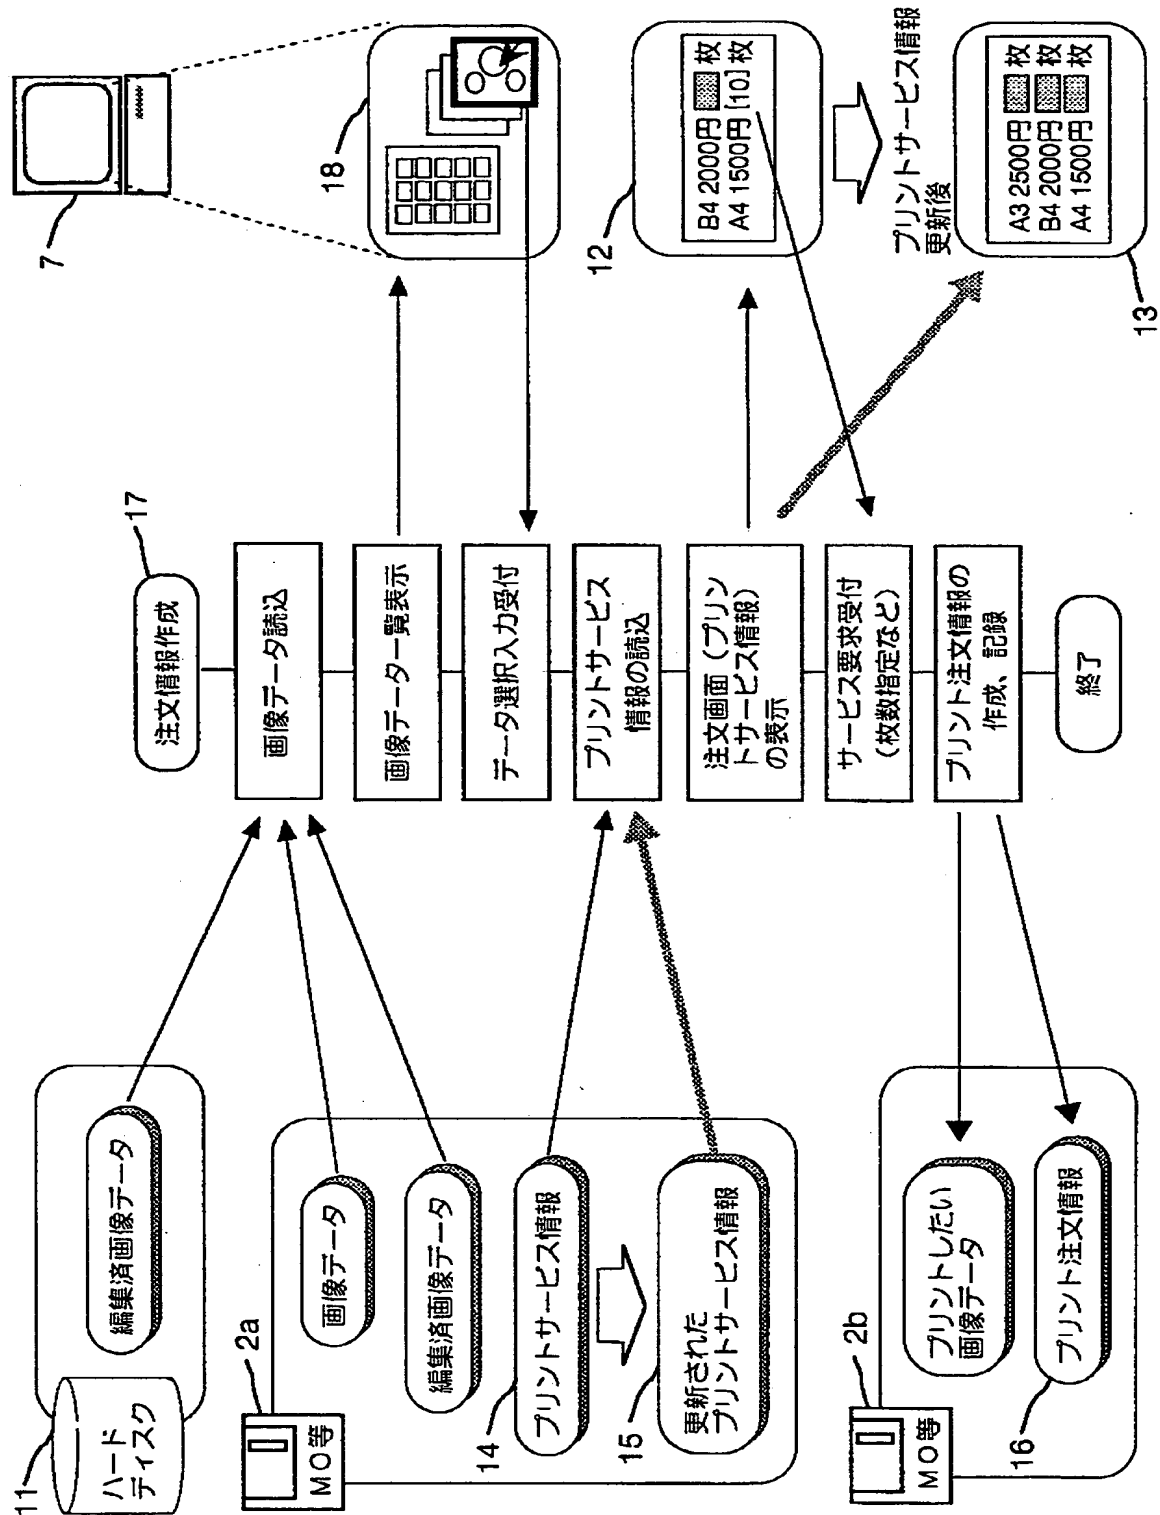 11
ハード
ディスク
編集済画像データ
2a
MO等
画像データ
編集済画像データ
14
プリントサービス情報
15
更新された
プリントサービス情報
2b
MO等
プリントしたい
画像データ
16
プリント注文情報
17
注文情報作成
画像データ読込
画像データ一覧表示
データ選択入力受付
プリントサービス
情報の読込
注文画面（プリン
トサービス情報）
の表示
サービス要求受付
（枚数指定など）
プリント注文情報の
作成、記録
終了
7
18
12
B4 2000円 枚
A4 1500円 [10] 枚
プリントサービス情報
更新後
A3 2500円 枚
B4 2000円 枚
A4 1500円 枚
13